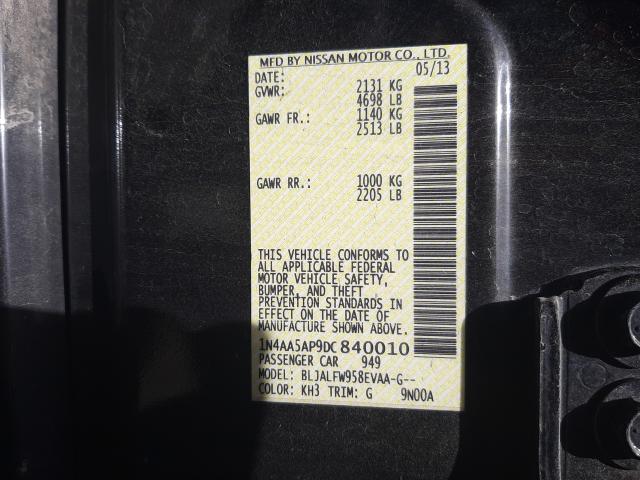 MFD BY NISSAN MOTOR CO., LTD.
DATE: 05/13
GVWR: 2131 KG
4698 LB
GAWR FR.: 1140 KG
2513 LB
GAWR RR.: 1000 KG
2205 LB
THIS VEHICLE CONFORMS TO
ALL APPLICABLE FEDERAL
MOTOR VEHICLE SAFETY,
BUMPER, AND THEFT
PREVENTION STANDARDS IN
EFFECT ON THE DATE OF
MANUFACTURE SHOWN ABOVE.
1N4AA5AP9DC840010
PASSENGER CAR 949
MODEL: BLJALFW958EVAA-G--
COLOR: KH3 TRIM: G 9N00A